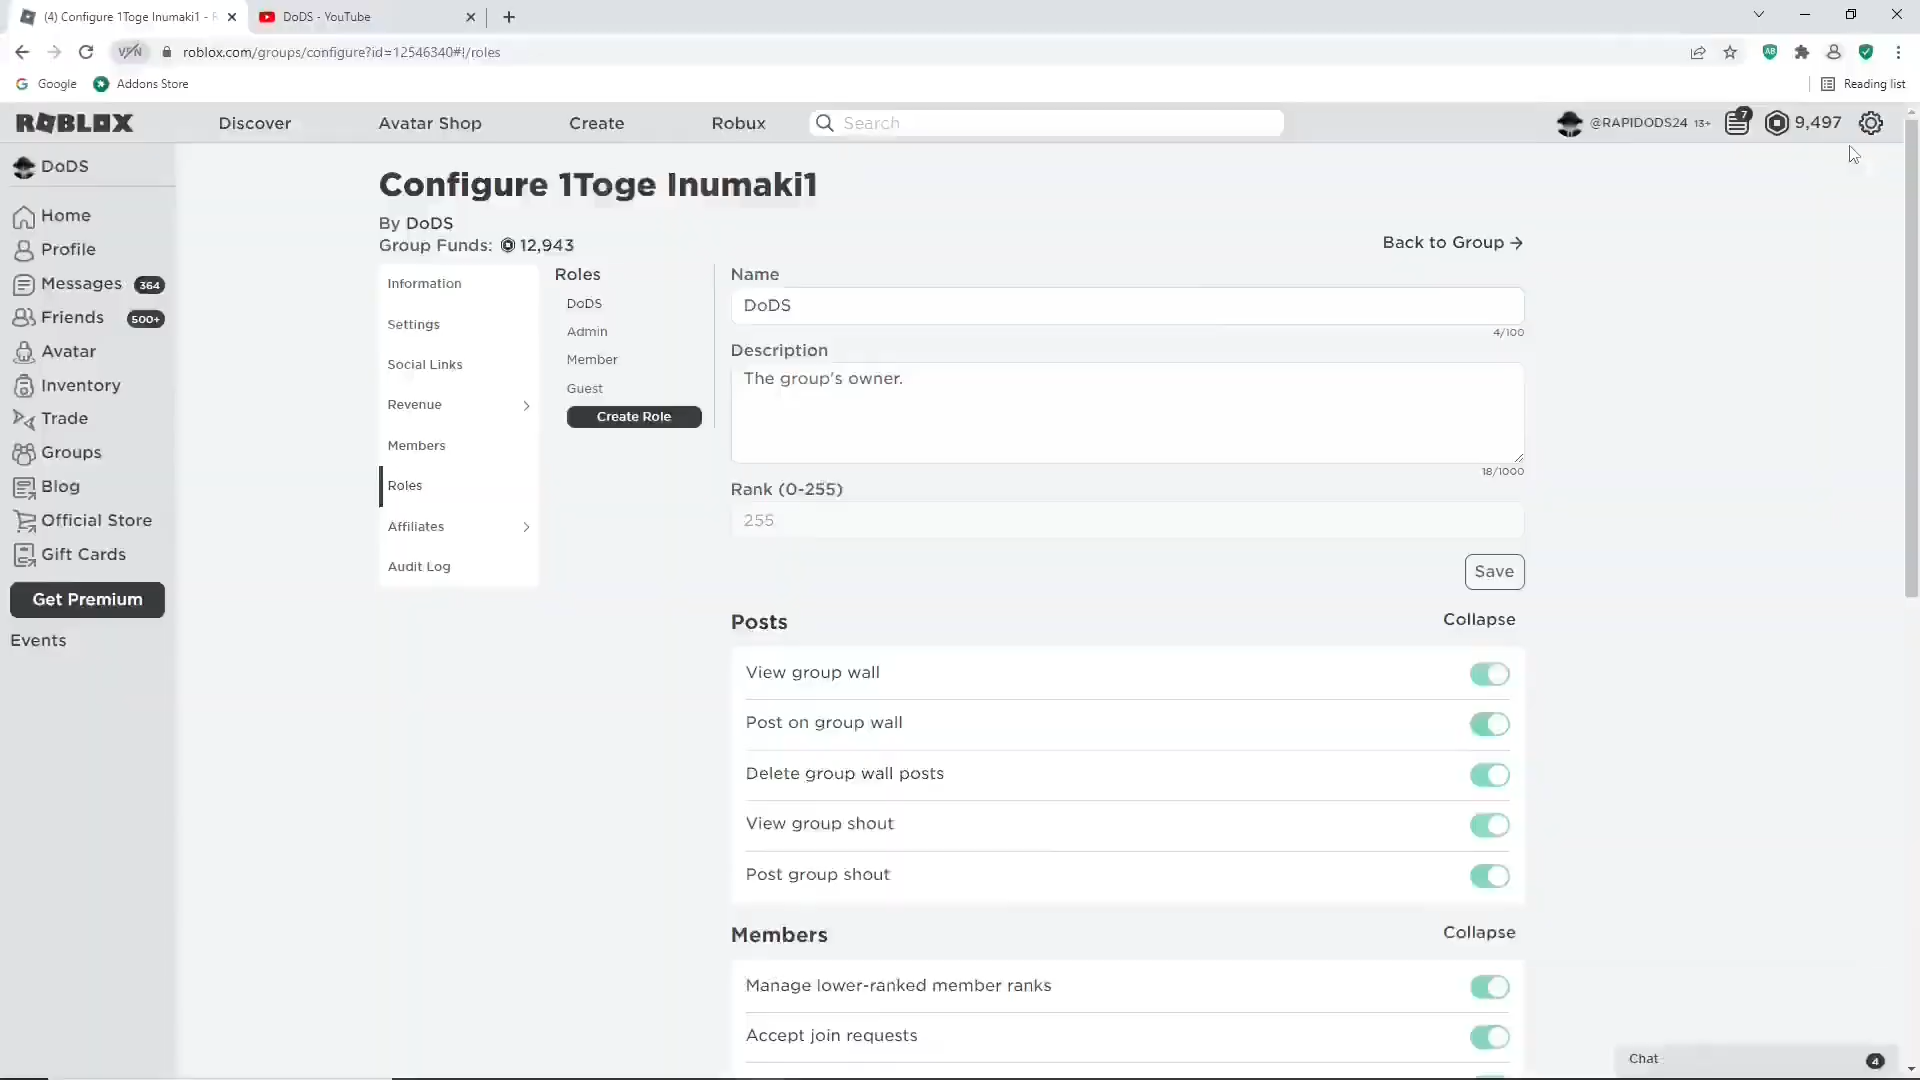 (4) Configure 1Toge Inumaki1 -
DoDS - YouTube
VPN
roblox.com/groups/configure?id=12546340#!/roles
Google
Addons Store
Reading list
ROBLOX
Discover
Avatar Shop
Create
Robux
Search
@RAPIDODS24 13+
7
9,497
DoDS
Home
Profile
Messages 364
Friends 500+
Avatar
Inventory
Trade
Groups
Blog
Official Store
Gift Cards
Get Premium
Events
Configure 1Toge Inumaki1
By DoDS
Group Funds: 12,943
Back to Group →
Information
Settings
Social Links
Revenue
Members
Roles
Affiliates
Audit Log
Roles
DoDS
Admin
Member
Guest
Create Role
Name
DoDS
4/100
Description
The group's owner.
18/1000
Rank (0-255)
255
Save
Posts
Collapse
View group wall
Post on group wall
Delete group wall posts
View group shout
Post group shout
Members
Collapse
Manage lower-ranked member ranks
Accept join requests
Chat
4